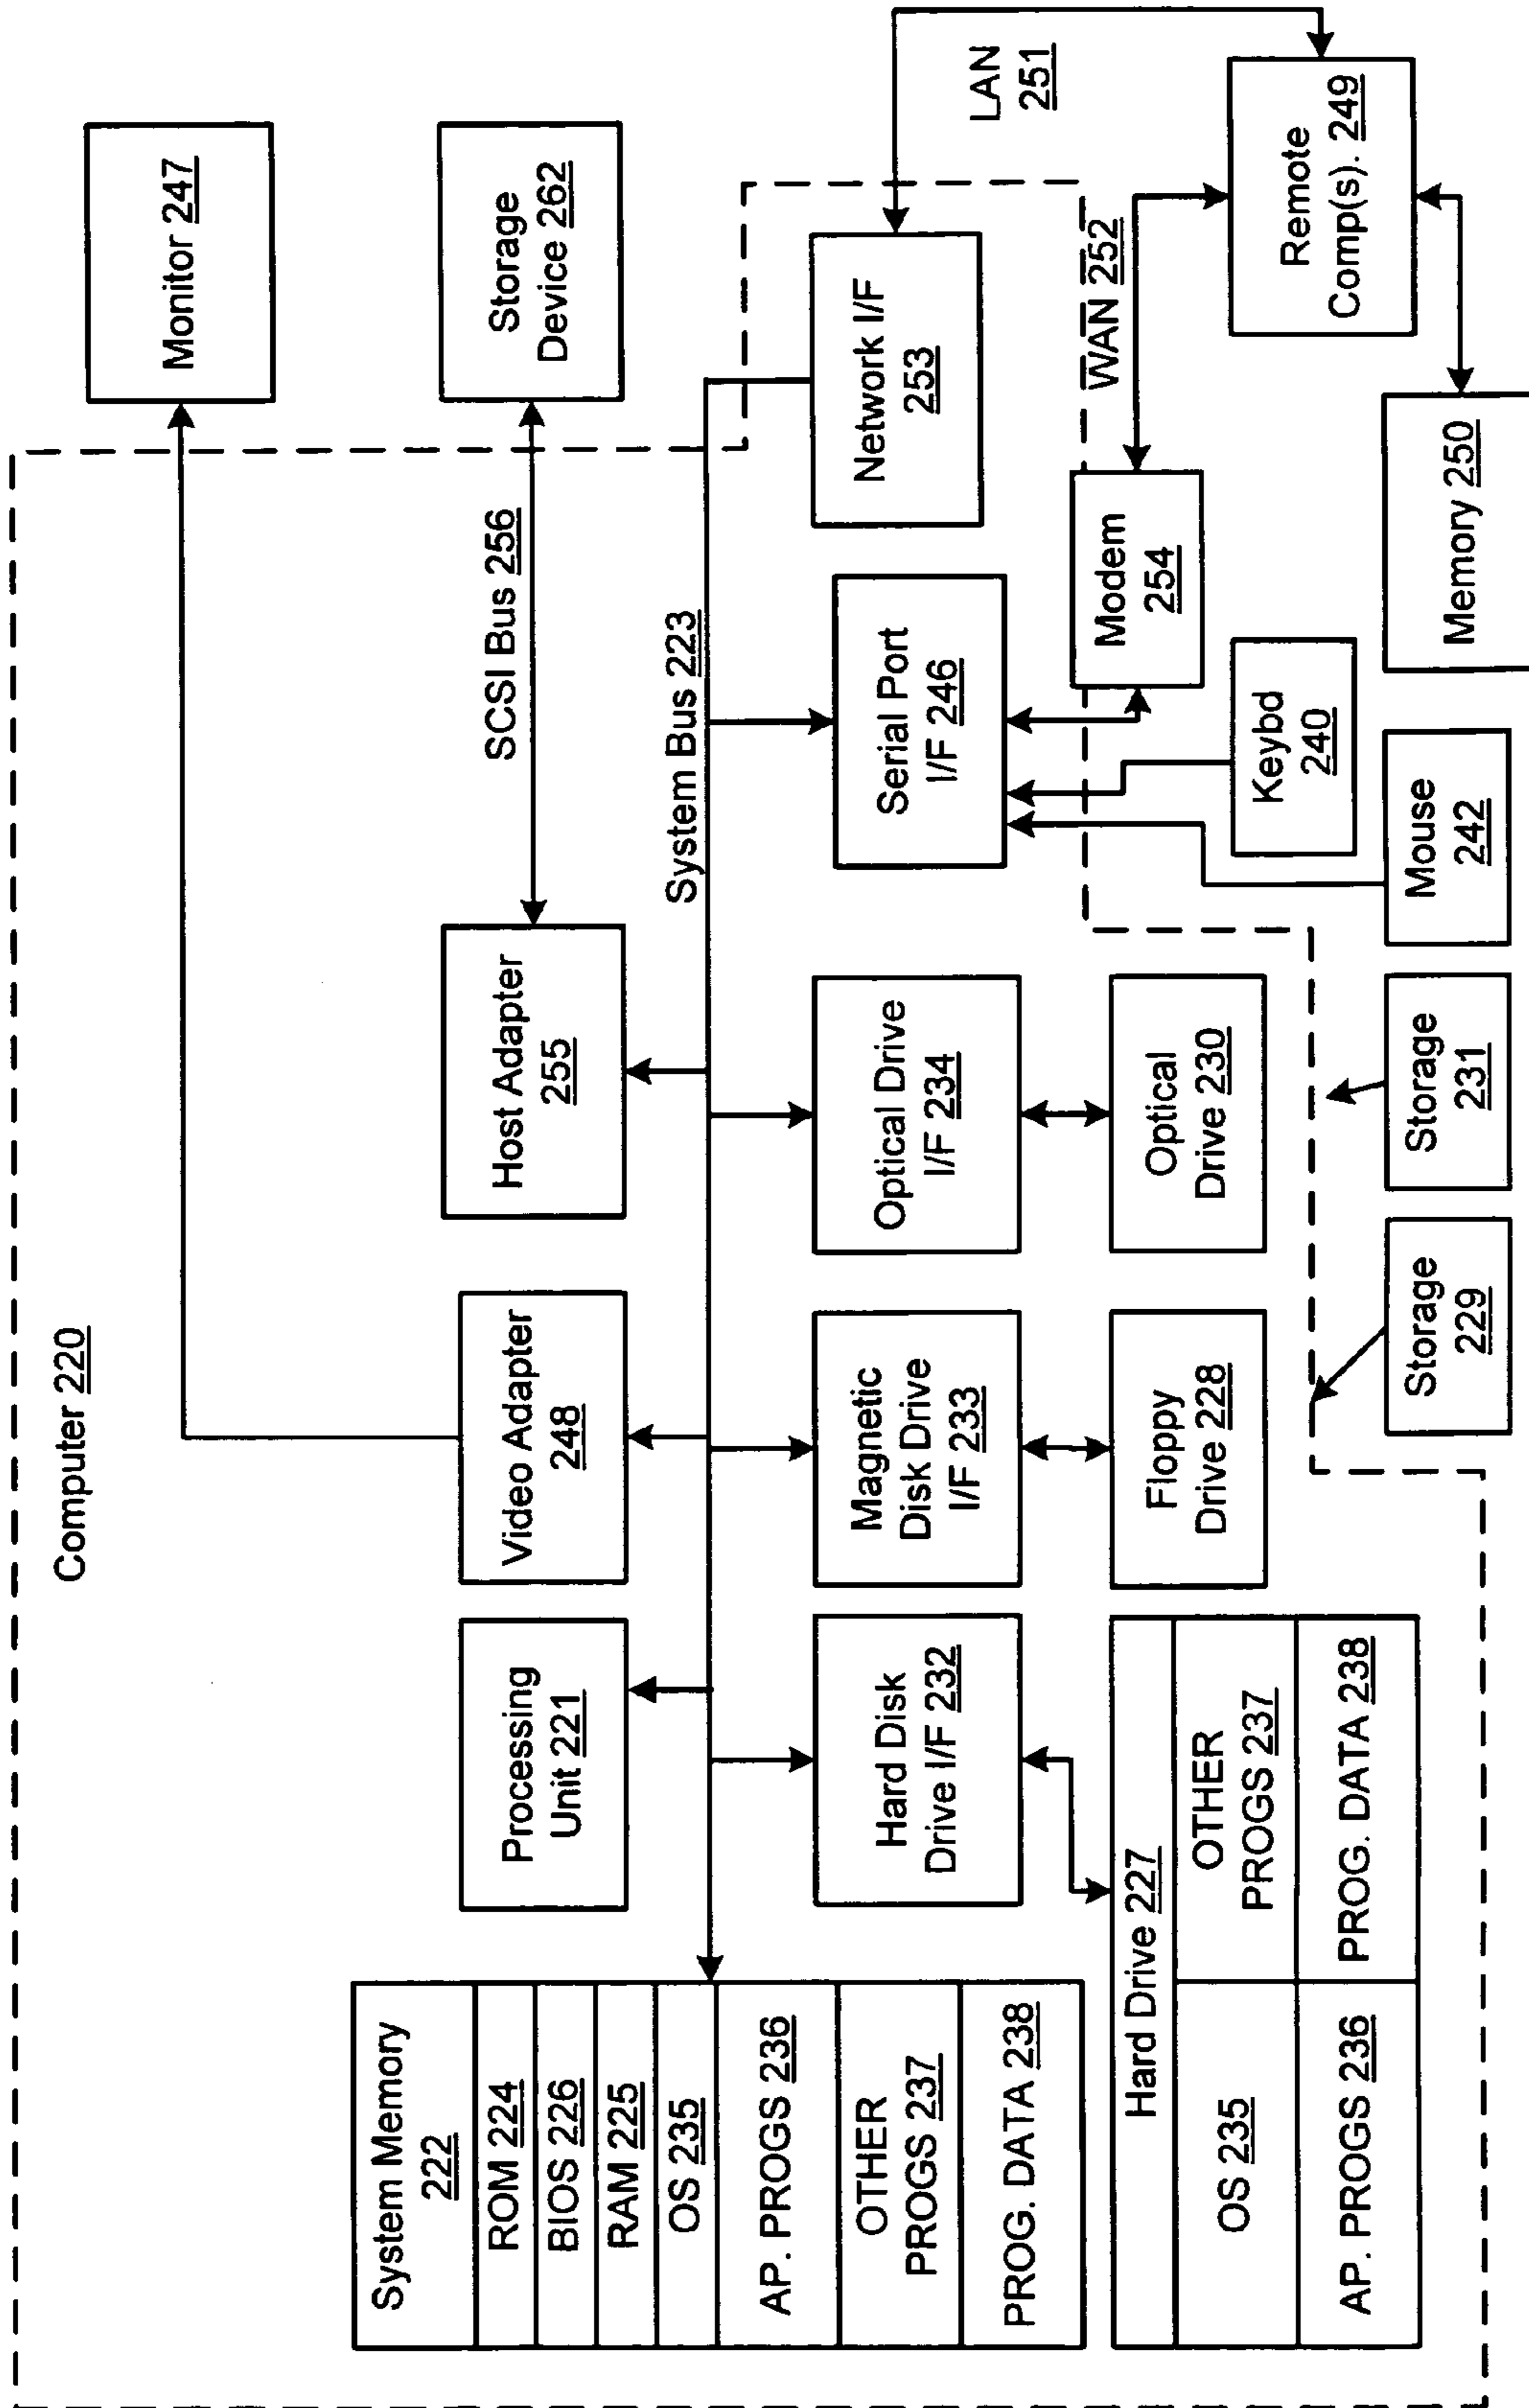 Computer 220
Monitor 247
System Memory
222
ROM 224
BIOS 226
RAM 225
OS 235
AP. PROGS 236
OTHER
PROGS 237
PROG. DATA 238
Processing
Unit 221
Video Adapter
248
Host Adapter
255
SCSI Bus 256
Storage
Device 262
System Bus 223
Hard Disk
Drive I/F 232
Magnetic
Disk Drive
I/F 233
Optical Drive
I/F 234
Serial Port
I/F 246
Network I/F
253
LAN
251
Hard Drive 227
OS 235
OTHER
PROGS 237
AP. PROGS 236
PROG. DATA 238
Floppy
Drive 228
Optical
Drive 230
Modem
254
WAN 252
Keybd
240
Remote
Comp(s). 249
Storage
229
Storage
231
Mouse
242
Memory 250